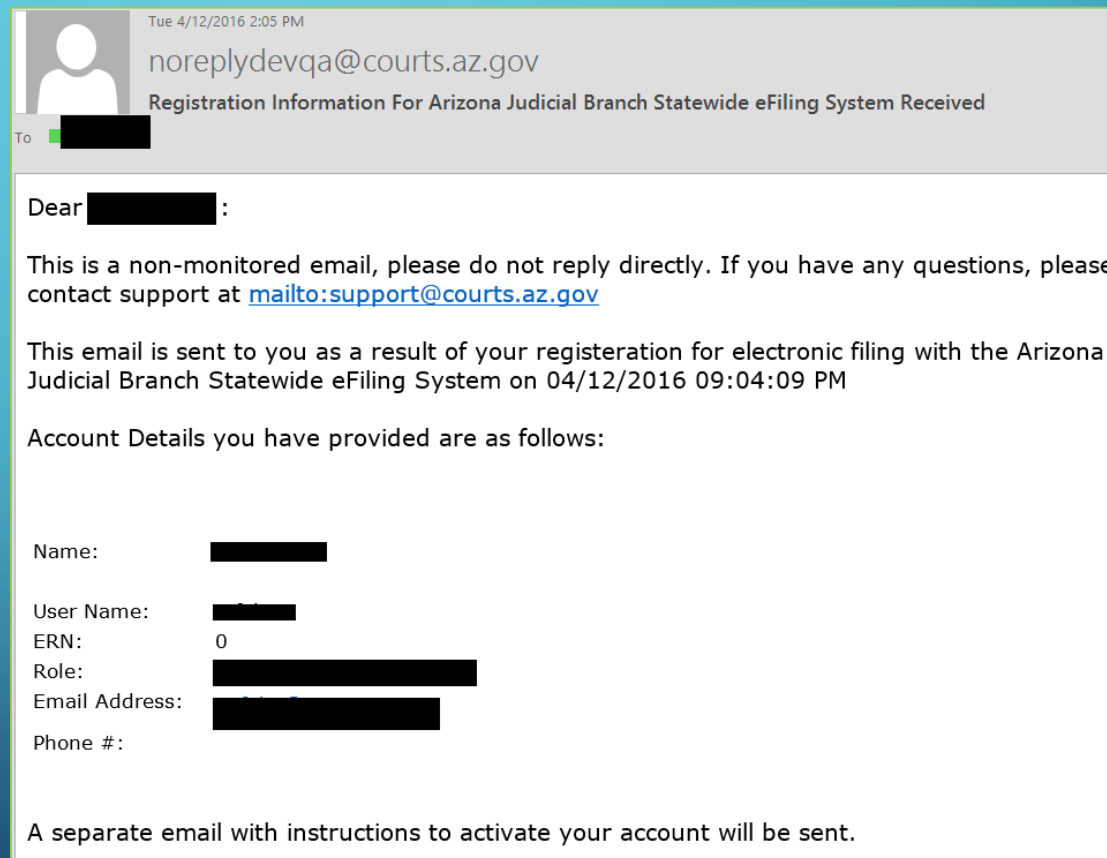 Tue 4/12/2016 2:05 PM
noreplydevqa@courts.az.gov
Registration Information For Arizona Judicial Branch Statewide eFiling System Received
To
Dear :
This is a non-monitored email, please do not reply directly. If you have any questions, please
contact support at mailto:support@courts.az.gov
This email is sent to you as a result of your registeration for electronic filing with the Arizona
Judicial Branch Statewide eFiling System on 04/12/2016 09:04:09 PM
Account Details you have provided are as follows:
Name:
User Name:
ERN: 0
Role:
Email Address:
Phone #:
A separate email with instructions to activate your account will be sent.